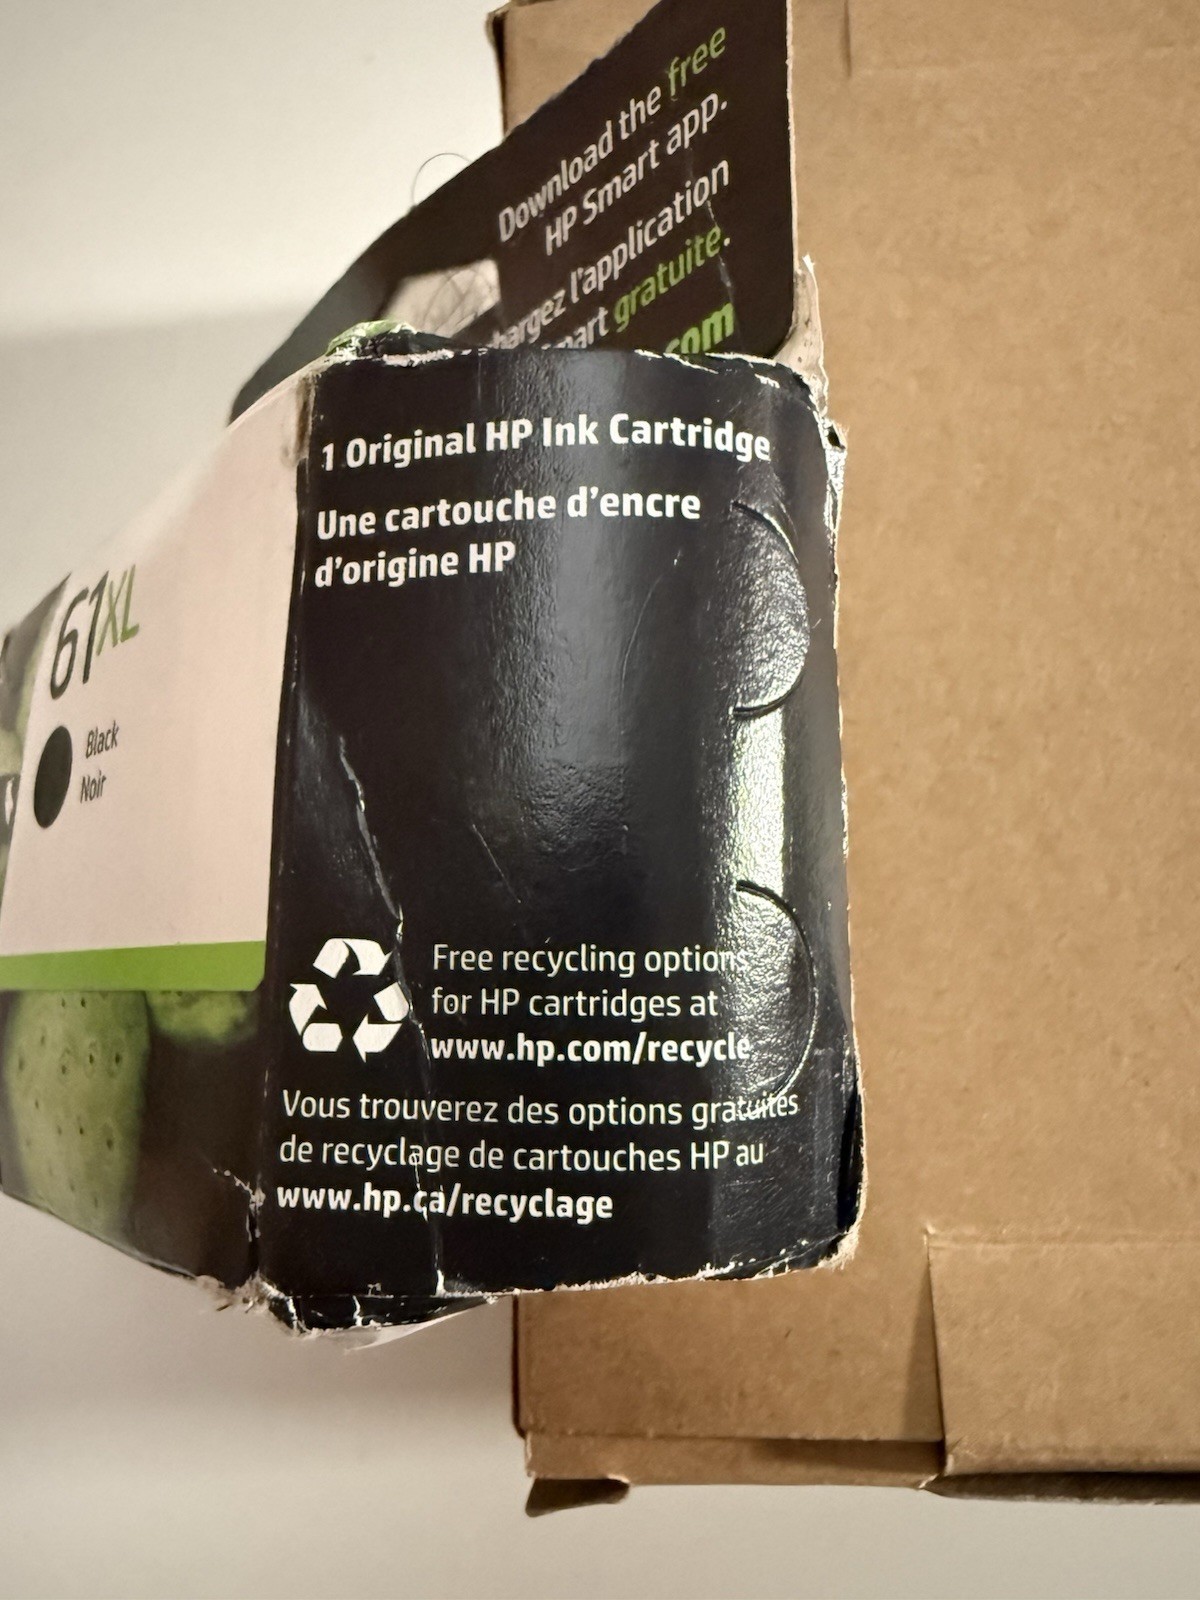 Download the free
HP Smart app.
l'application
gratuite.
1 Original HP Ink Cartridge
Une cartouche d'encre
d'origine HP
61XL
Black
Noir
Free recycling options
for HP cartridges at
www.hp.com/recycle
Vous trouverez des options gratuites
de recyclage de cartouches HP au
www.hp.ca/recyclage